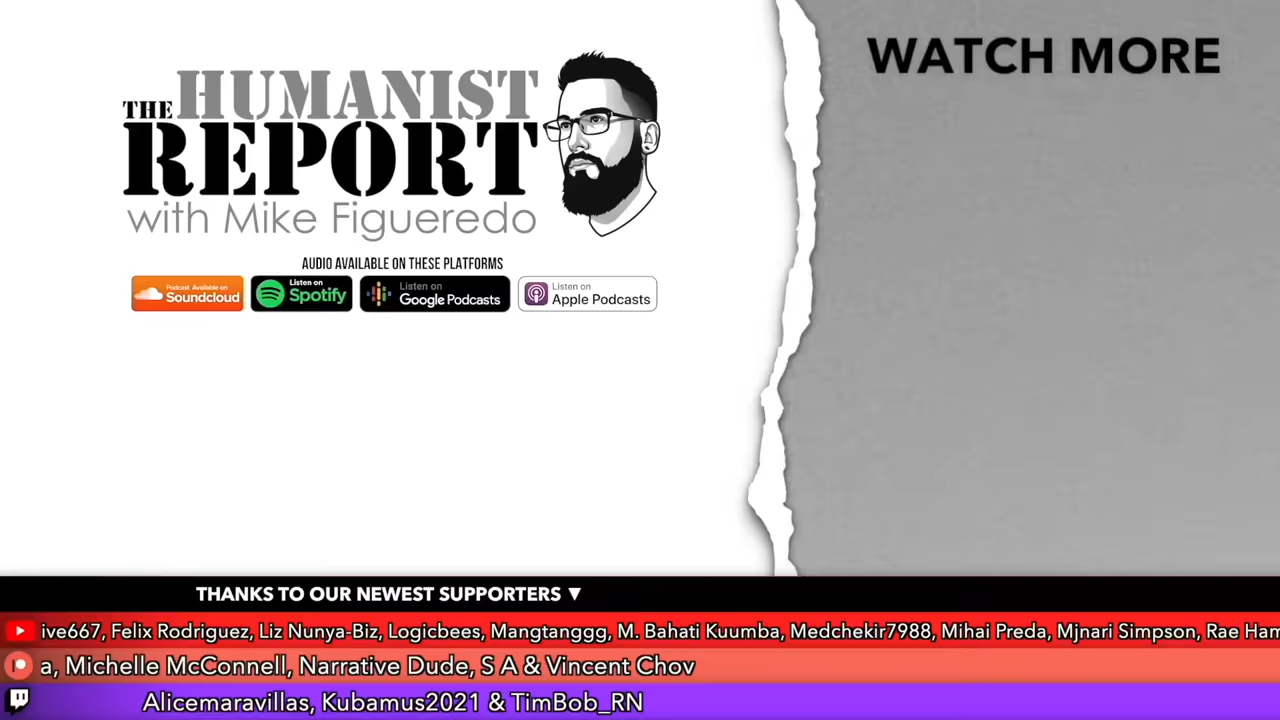 THE HUMANIST
REPORT
with Mike Figueredo
AUDIO AVAILABLE ON THESE PLATFORMS
Podcast Available on
Soundcloud
Listen on
Spotify
Listen on
Google Podcasts
Listen on
Apple Podcasts
WATCH MORE
THANKS TO OUR NEWEST SUPPORTERS ▼
ive667, Felix Rodriguez, Liz Nunya-Biz, Logicbees, Mangtanggg, M. Bahati Kuumba, Medchekir7988, Mihai Preda, Mjnari Simpson, Rae Ham
a, Michelle McConnell, Narrative Dude, S A & Vincent Chov
Alicemaravillas, Kubamus2021 & TimBob_RN